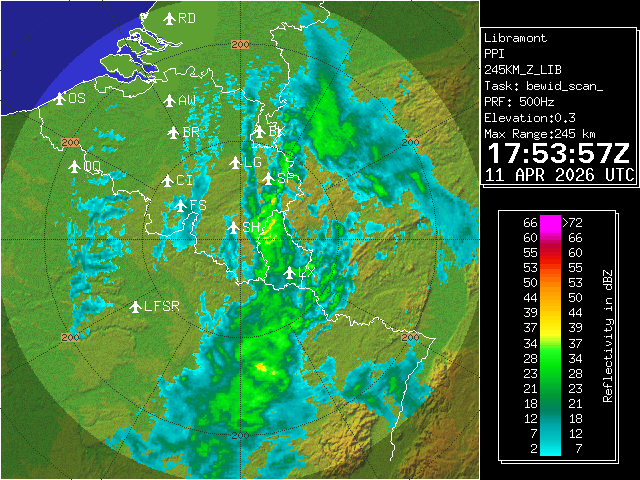 RD
200
OS
AW
BR
BK
200
200
OO
LG
CI
SP
FS
SH
LX
LFSR
200
200
200
Libramont
PPI
245KM_Z_LIB
Task: bewid_scan_
PRF: 500Hz
Elevation:0.3
Max Range:245 km
17:53:57Z
11 APR 2026 UTC
66 >72
60 66
55 60
53 55
50 53
44 50
39 44
37 39
34 37
28 34
23 28
21 23
18 21
12 18
7 12
2 7
Reflectivity in dBZ